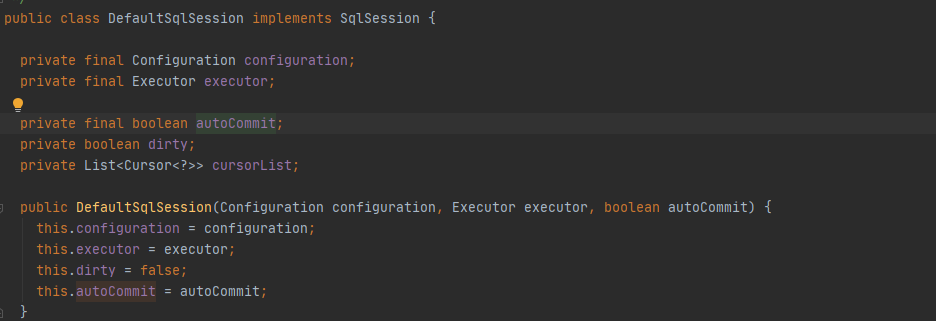 public class DefaultSqlSession implements SqlSession {
private final Configuration configuration;
private final Executor executor;
private final boolean autoCommit;
private boolean dirty;
private List<Cursor<?>> cursorList;
public DefaultSqlSession(Configuration configuration, Executor executor, boolean autoCommit) {
this.configuration = configuration;
this.executor = executor;
this.dirty = false;
this.autoCommit = autoCommit;
}